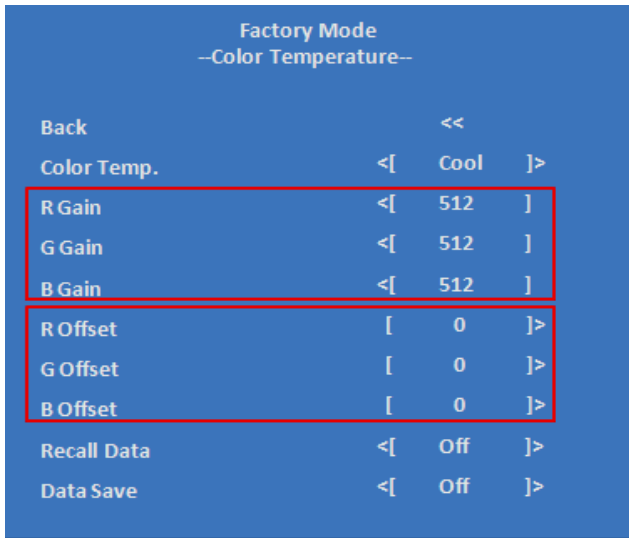 Factory Mode
--Color Temperature--
Back <<
Color Temp. <[ Cool ]>
R Gain <[ 512 ]
G Gain <[ 512 ]
B Gain <[ 512 ]
R Offset [ 0 ]>
G Offset [ 0 ]>
B Offset [ 0 ]>
Recall Data <[ Off ]>
Data Save <[ Off ]>